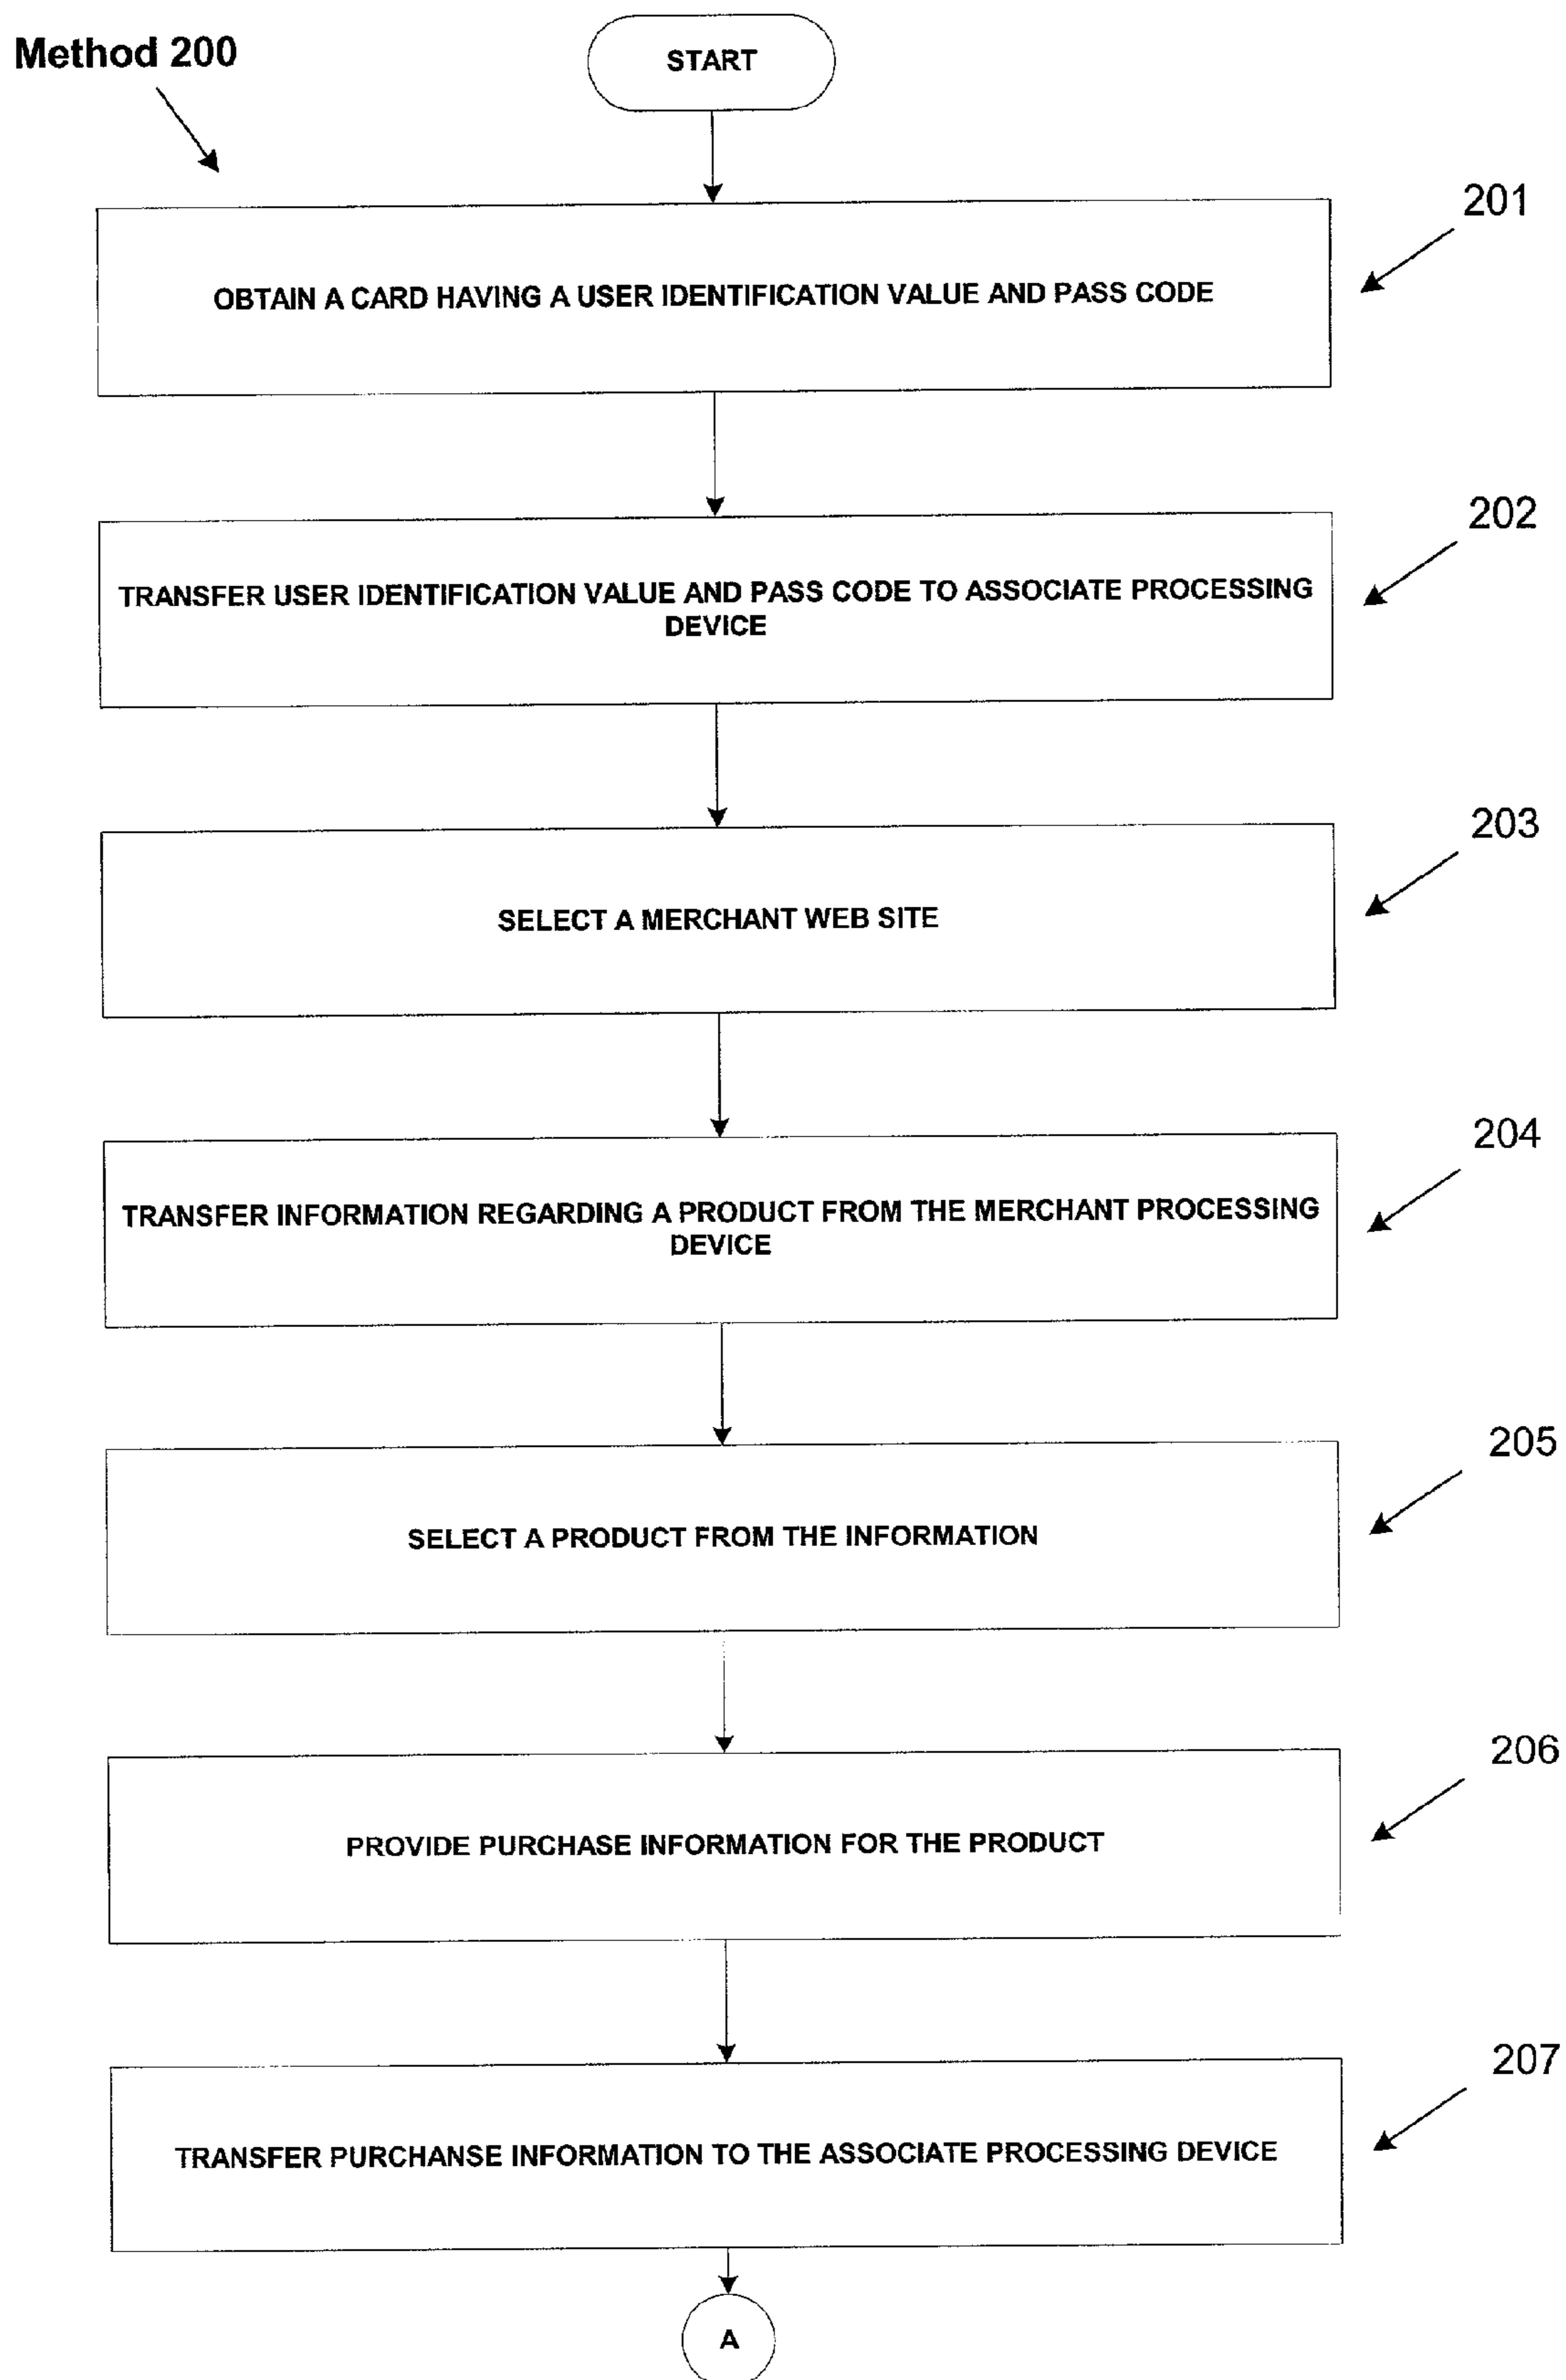 Method 200
START
201
OBTAIN A CARD HAVING A USER IDENTIFICATION VALUE AND PASS CODE
202
TRANSFER USER IDENTIFICATION VALUE AND PASS CODE TO ASSOCIATE PROCESSING
DEVICE
203
SELECT A MERCHANT WEB SITE
204
TRANSFER INFORMATION REGARDING A PRODUCT FROM THE MERCHANT PROCESSING
DEVICE
205
SELECT A PRODUCT FROM THE INFORMATION
206
PROVIDE PURCHASE INFORMATION FOR THE PRODUCT
207
TRANSFER PURCHANSE INFORMATION TO THE ASSOCIATE PROCESSING DEVICE
A